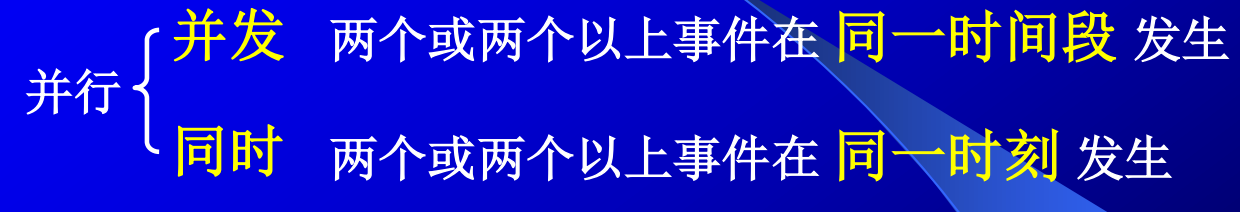 并发 两个或两个以上事件在 同一时间段 发生
并行
同时 两个或两个以上事件在 同一时刻 发生